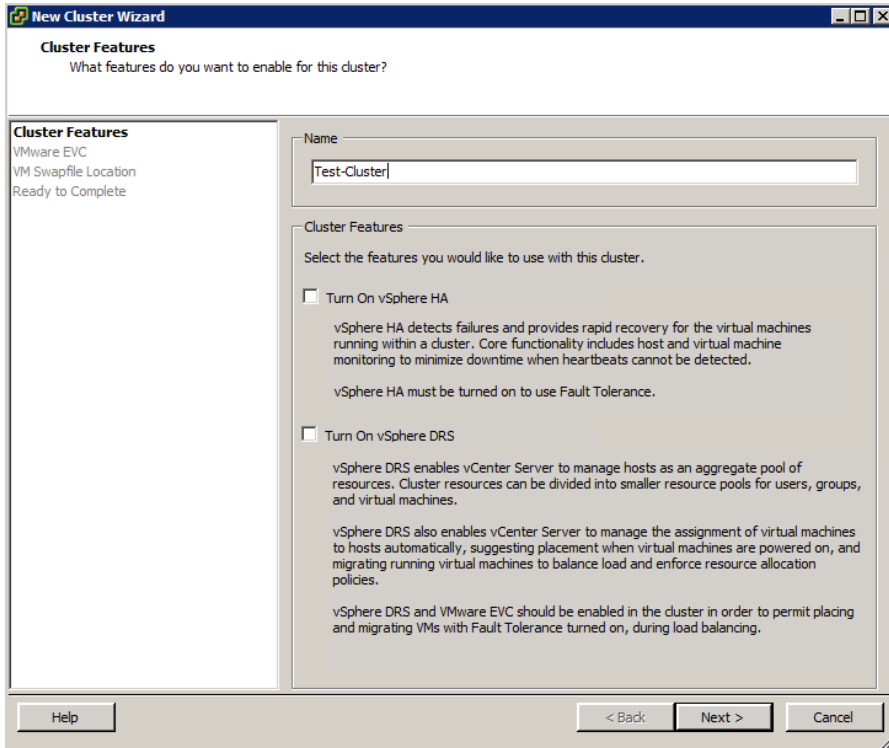 New Cluster Wizard
Cluster Features
What features do you want to enable for this cluster?
Cluster Features
VMware EVC
VM Swapfile Location
Ready to Complete
Name
Test-Cluster
Cluster Features
Select the features you would like to use with this cluster.
Turn On vSphere HA
vSphere HA detects failures and provides rapid recovery for the virtual machines
running within a cluster. Core functionality includes host and virtual machine
monitoring to minimize downtime when heartbeats cannot be detected.
vSphere HA must be turned on to use Fault Tolerance.
Turn On vSphere DRS
vSphere DRS enables vCenter Server to manage hosts as an aggregate pool of
resources. Cluster resources can be divided into smaller resource pools for users, groups,
and virtual machines.
vSphere DRS also enables vCenter Server to manage the assignment of virtual machines
to hosts automatically, suggesting placement when virtual machines are powered on, and
migrating running virtual machines to balance load and enforce resource allocation
policies.
vSphere DRS and VMware EVC should be enabled in the cluster in order to permit placing
and migrating VMs with Fault Tolerance turned on, during load balancing.
Help
< Back
Next >
Cancel